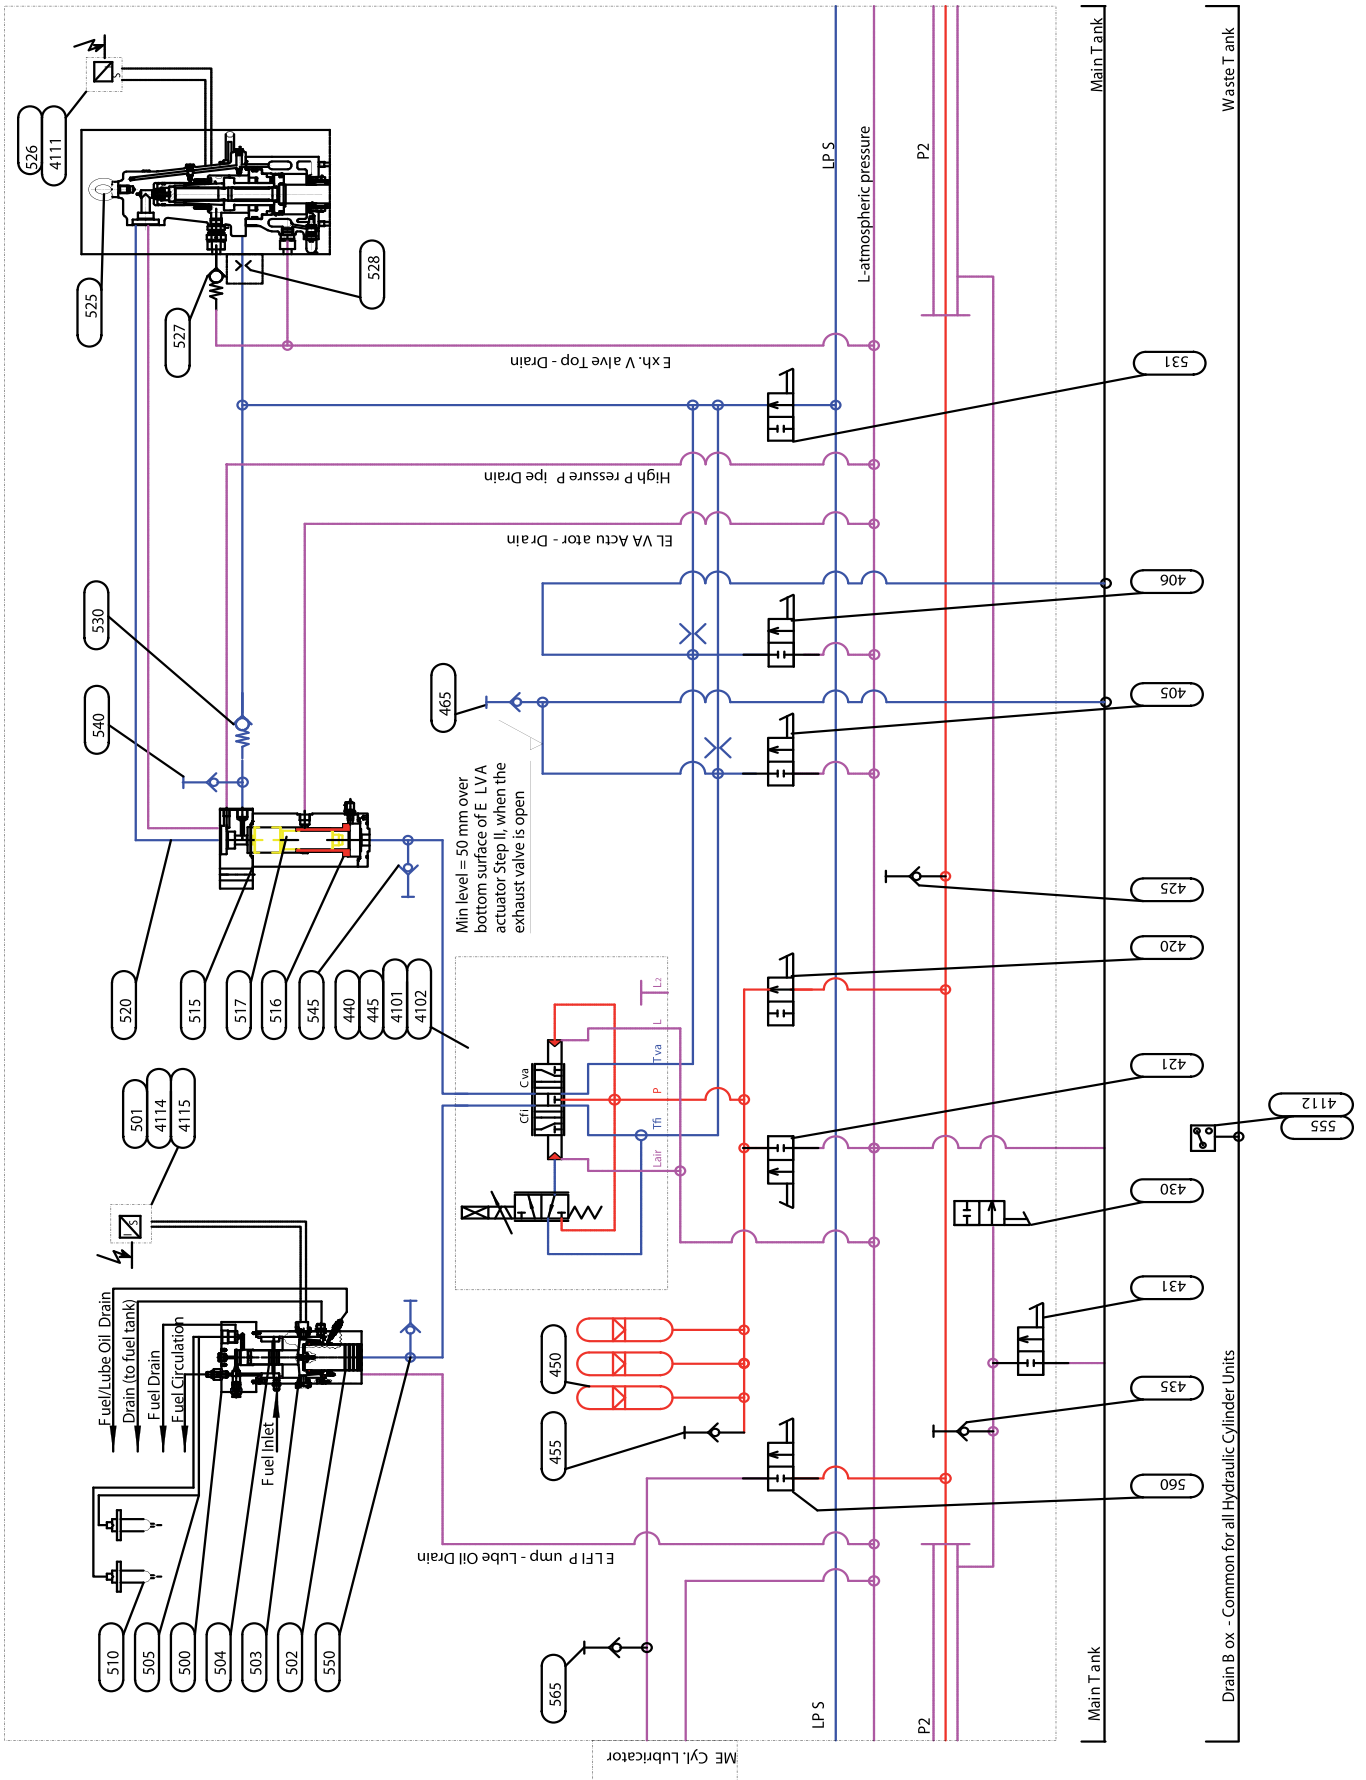 526
4111
525
527
528
Exh. Valve Top - Drain
LPS
L-atmospheric pressure
P2
Main Tank
Waste Tank
531
High Pressure Pipe Drain
ELVA Actuator - Drain
530
540
465
406
405
Min level = 50 mm over
bottom surface of ELVA
actuator Step II, when the
exhaust valve is open
425
420
520
515
517
516
545
440
445
4101
4102
L2
L
Tva
P
Tfi
Lair
Cva
Cfi
421
501
4114
4115
4112
555
430
431
435
560
Fuel/Lube Oil Drain
Drain (to fuel tank)
Fuel Drain
Fuel Circulation
Fuel Inlet
450
455
ELFI Pump - Lube Oil Drain
510
505
500
504
503
502
550
565
LPS
P2
Main Tank
Drain Box - Common for all Hydraulic Cylinder Units
ME Cyl. Lubricator